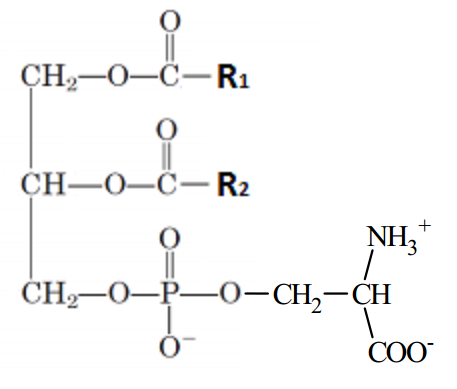 O
CH₂—O—C—R₁
O
CH—O—C—R₂
O
NH₃⁺
CH₂—O—P—O—CH₂—CH
O⁻
COO⁻